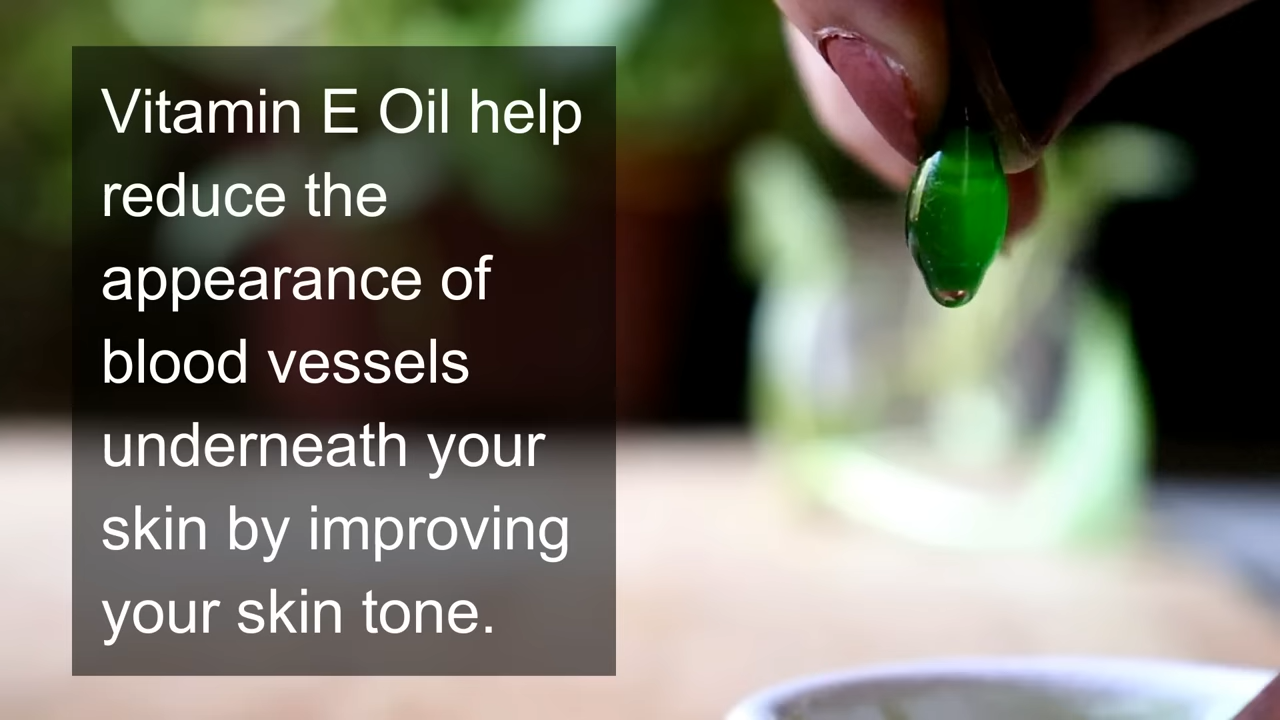 Vitamin E Oil help
reduce the
appearance of
blood vessels
underneath your
skin by improving
your skin tone.